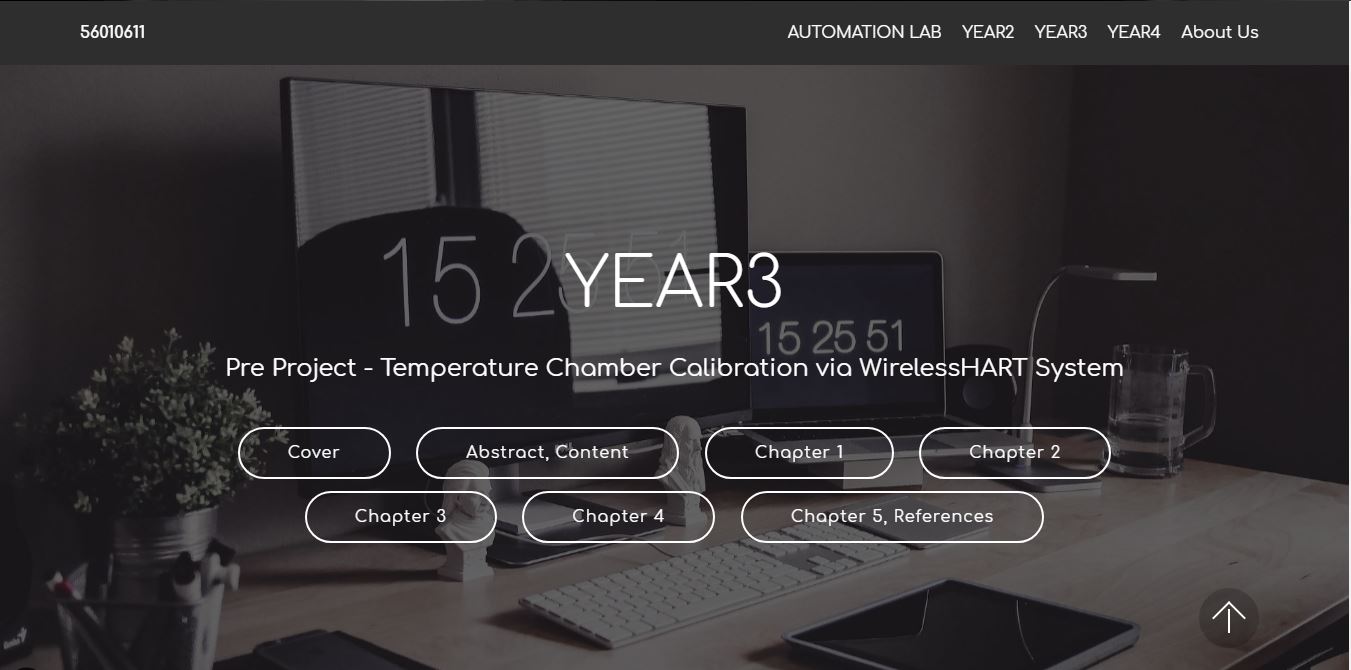 56010611 AUTOMATION LAB YEAR2 YEAR3 YEAR4 About Us
15 25 51
YEAR3
15 25 51
Pre Project - Temperature Chamber Calibration via WirelessHART System
Cover Abstract, Content Chapter 1 Chapter 2
Chapter 3 Chapter 4 Chapter 5, References